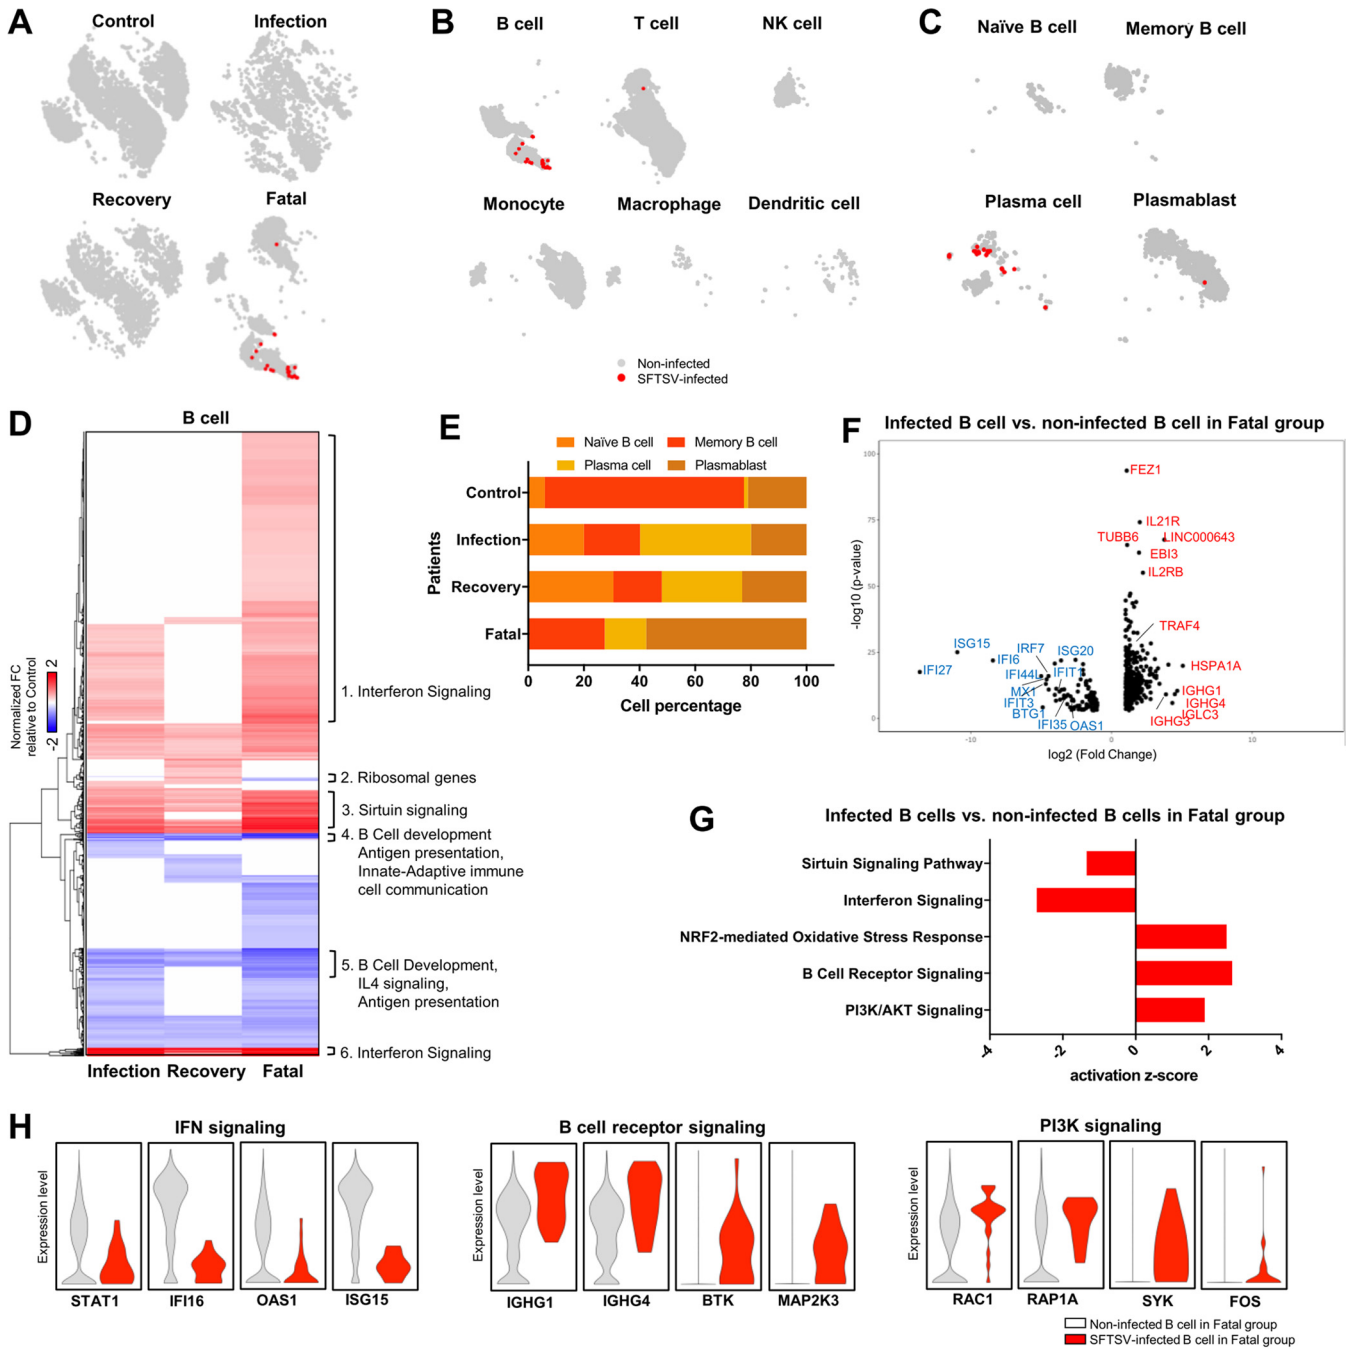 A
Control
Infection
Recovery
Fatal
B
B cell
T cell
NK cell
Monocyte
Macrophage
Dendritic cell
Non-infected
SFTSV-infected
C
Naïve B cell
Memory B cell
Plasma cell
Plasmablast
D
B cell
Normalized FC
relative to Control
-2 2
1. Interferon Signaling
2. Ribosomal genes
3. Sirtuin signaling
4. B Cell development
Antigen presentation,
Innate-Adaptive immune
cell communication
5. B Cell Development,
IL4 signaling,
Antigen presentation
6. Interferon Signaling
Infection Recovery Fatal
E
Naïve B cell
Memory B cell
Plasma cell
Plasmablast
Patients
Control
Infection
Recovery
Fatal
0 20 40 60 80 100
Cell percentage
F
Infected B cell vs. non-infected B cell in Fatal group
-log10 (p-value)
100
75
50
25
0
FEZ1
IL21R
TUBB6
LINC000643
EBI3
IL2RB
TRAF4
HSPA1A
IGHG1
IGHG4
IGLC3
IGHG3
ISG15
IFI27
IFI6
IRF7
ISG20
IFI44L
IFIT1
MX1
IFIT3
BTG1
IFI35
OAS1
-10 0 10
log2 (Fold Change)
G
Infected B cells vs. non-infected B cells in Fatal group
Sirtuin Signaling Pathway
Interferon Signaling
NRF2-mediated Oxidative Stress Response
B Cell Receptor Signaling
PI3K/AKT Signaling
-4 -2 0 2 4
activation z-score
H
IFN signaling
Expression level
STAT1 IFI16 OAS1 ISG15
B cell receptor signaling
Expression level
IGHG1 IGHG4 BTK MAP2K3
PI3K signaling
Expression level
RAC1 RAP1A SYK FOS
Non-infected B cell in Fatal group
SFTSV-infected B cell in Fatal group